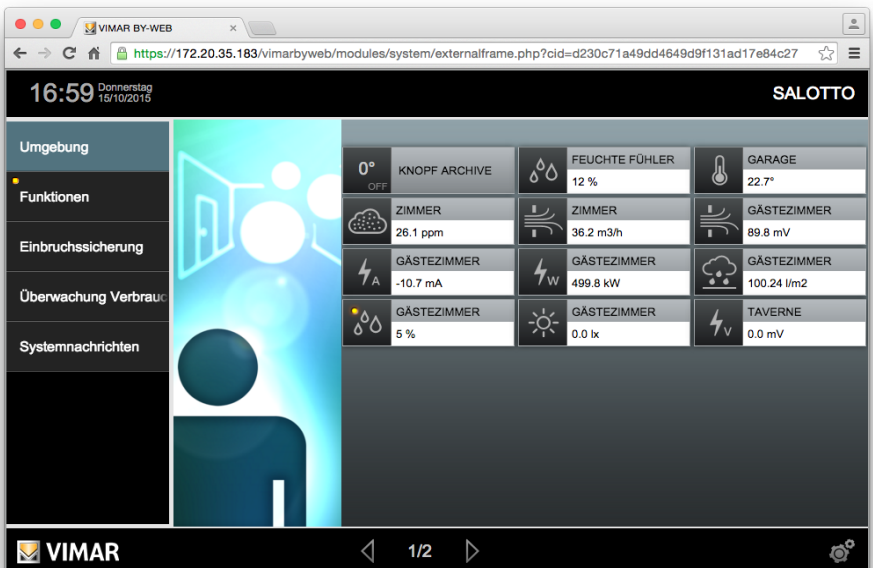 VIMAR BY-WEB
https://172.20.35.183/vimarbyweb/modules/system/externalframe.php?cid=d230c71a49dd4649d9f131ad17e84c27
16:59 Donnerstag
15/10/2015
SALOTTO
Umgebung
Funktionen
Einbruchssicherung
Überwachung Verbrauc
Systemnachrichten
0°
OFF
KNOPF ARCHIVE
FEUCHTE FÜHLER
12 %
GARAGE
22.7°
ZIMMER
26.1 ppm
ZIMMER
36.2 m3/h
GÄSTEZIMMER
89.8 mV
A
GÄSTEZIMMER
-10.7 mA
W
GÄSTEZIMMER
499.8 kW
GÄSTEZIMMER
100.24 l/m2
GÄSTEZIMMER
5 %
GÄSTEZIMMER
0.0 lx
V
TAVERNE
0.0 mV
VIMAR
1/2